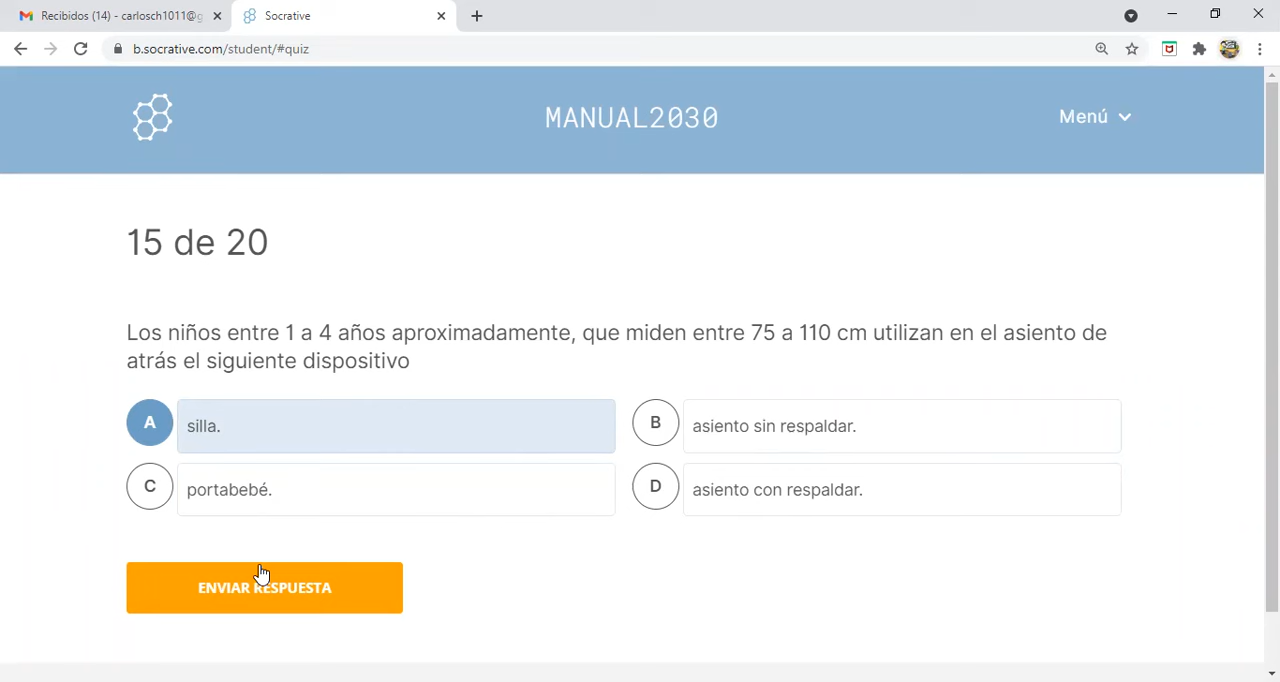 Recibidos (14) - carlosch1011@g
Socrative
b.socrative.com/student/#quiz
MANUAL2030
Menú
15 de 20
Los niños entre 1 a 4 años aproximadamente, que miden entre 75 a 110 cm utilizan en el asiento de
atrás el siguiente dispositivo
A silla.
B asiento sin respaldar.
C portabebé.
D asiento con respaldar.
ENVIAR RESPUESTA